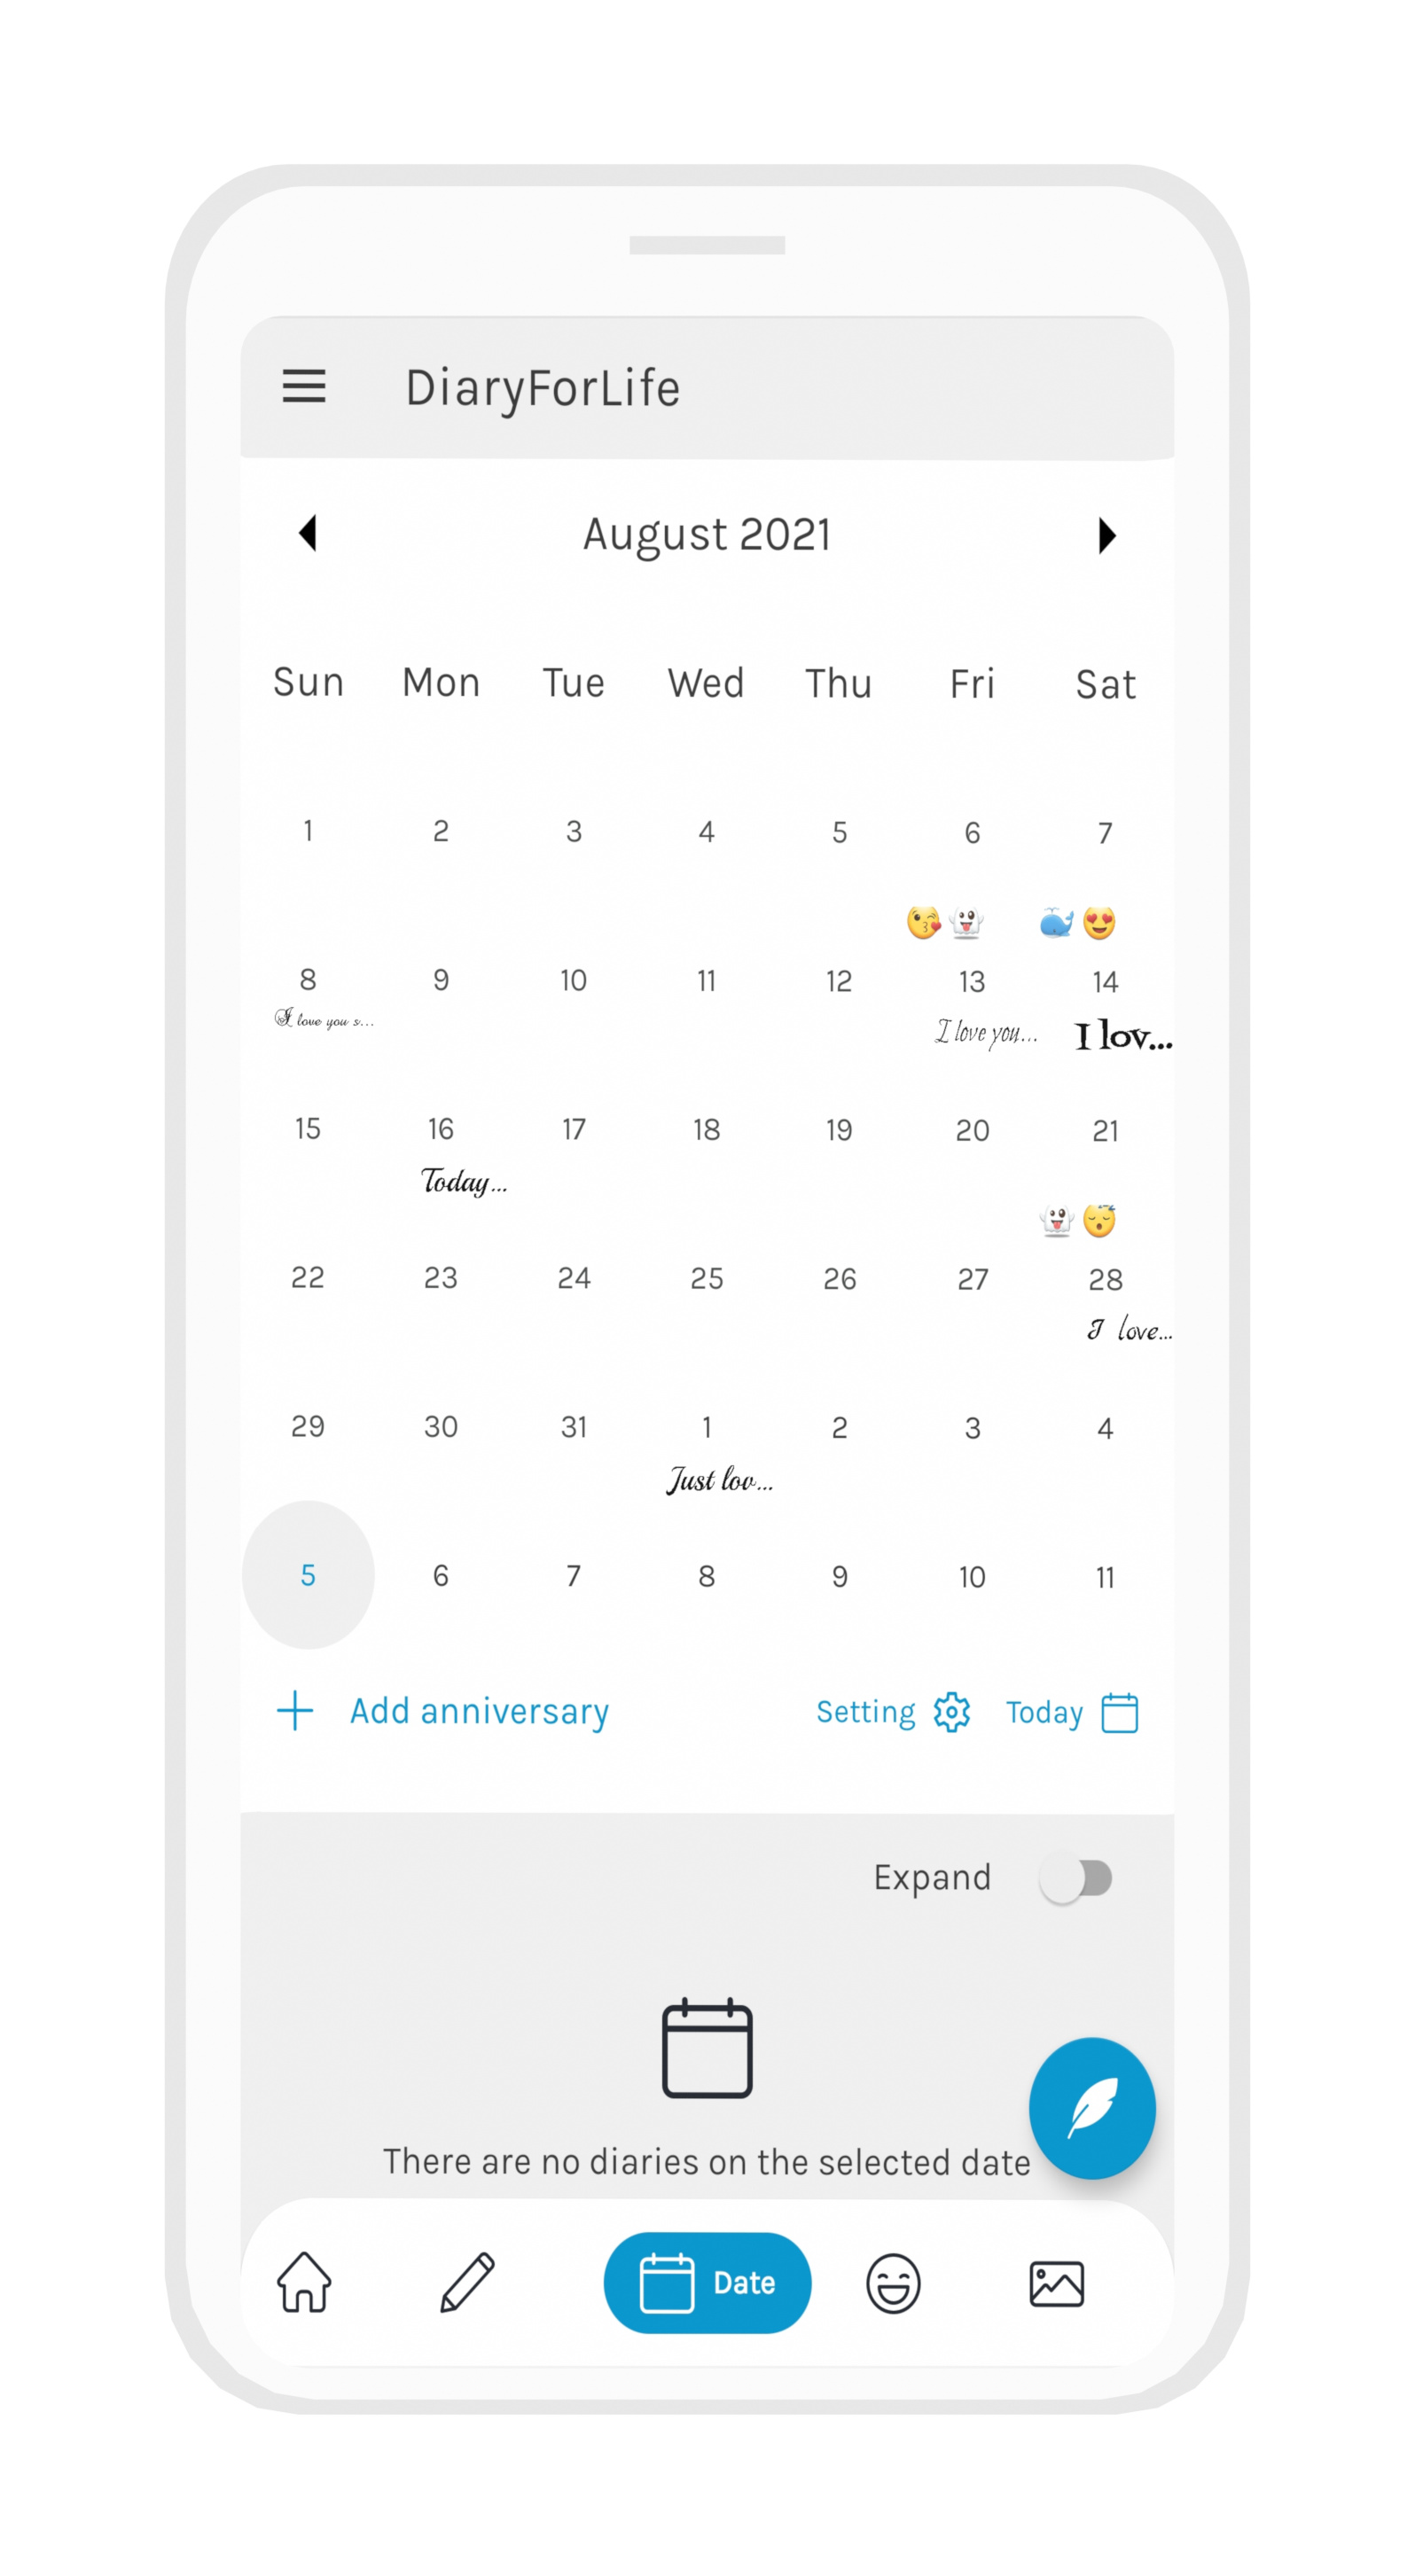 DiaryForLife
August 2021
Sun Mon Tue Wed Thu Fri Sat
1 2 3 4 5 6 7
8 9 10 11 12 13 14
I love you s... I love you... I lov...
15 16 17 18 19 20 21
Today...
22 23 24 25 26 27 28
I love...
29 30 31 1 2 3 4
Just lov...
5 6 7 8 9 10 11
Add anniversary Setting Today
Expand
There are no diaries on the selected date
Date